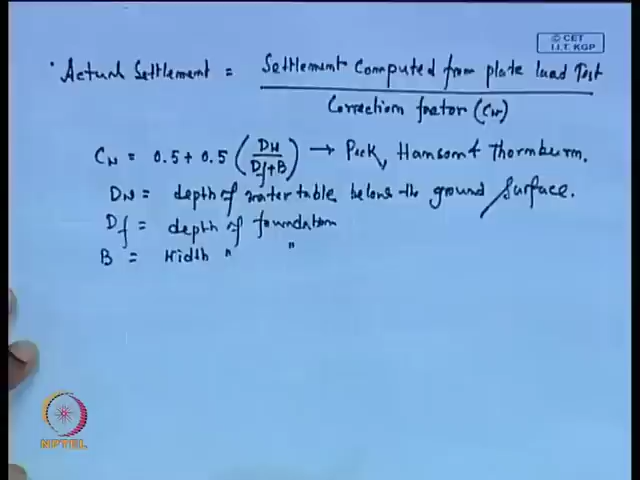 © CET
I.I.T. KGP
· Actual Settlement = Settlement Computed from plate load Test
Correction factor (Cw)
Cw = 0.5 + 0.5 (Dw / Df+B) → Peck, Hanson & Thornburn.
Dw = depth of water table below the ground surface.
Df = depth of foundation
B = Width " "
NPTEL